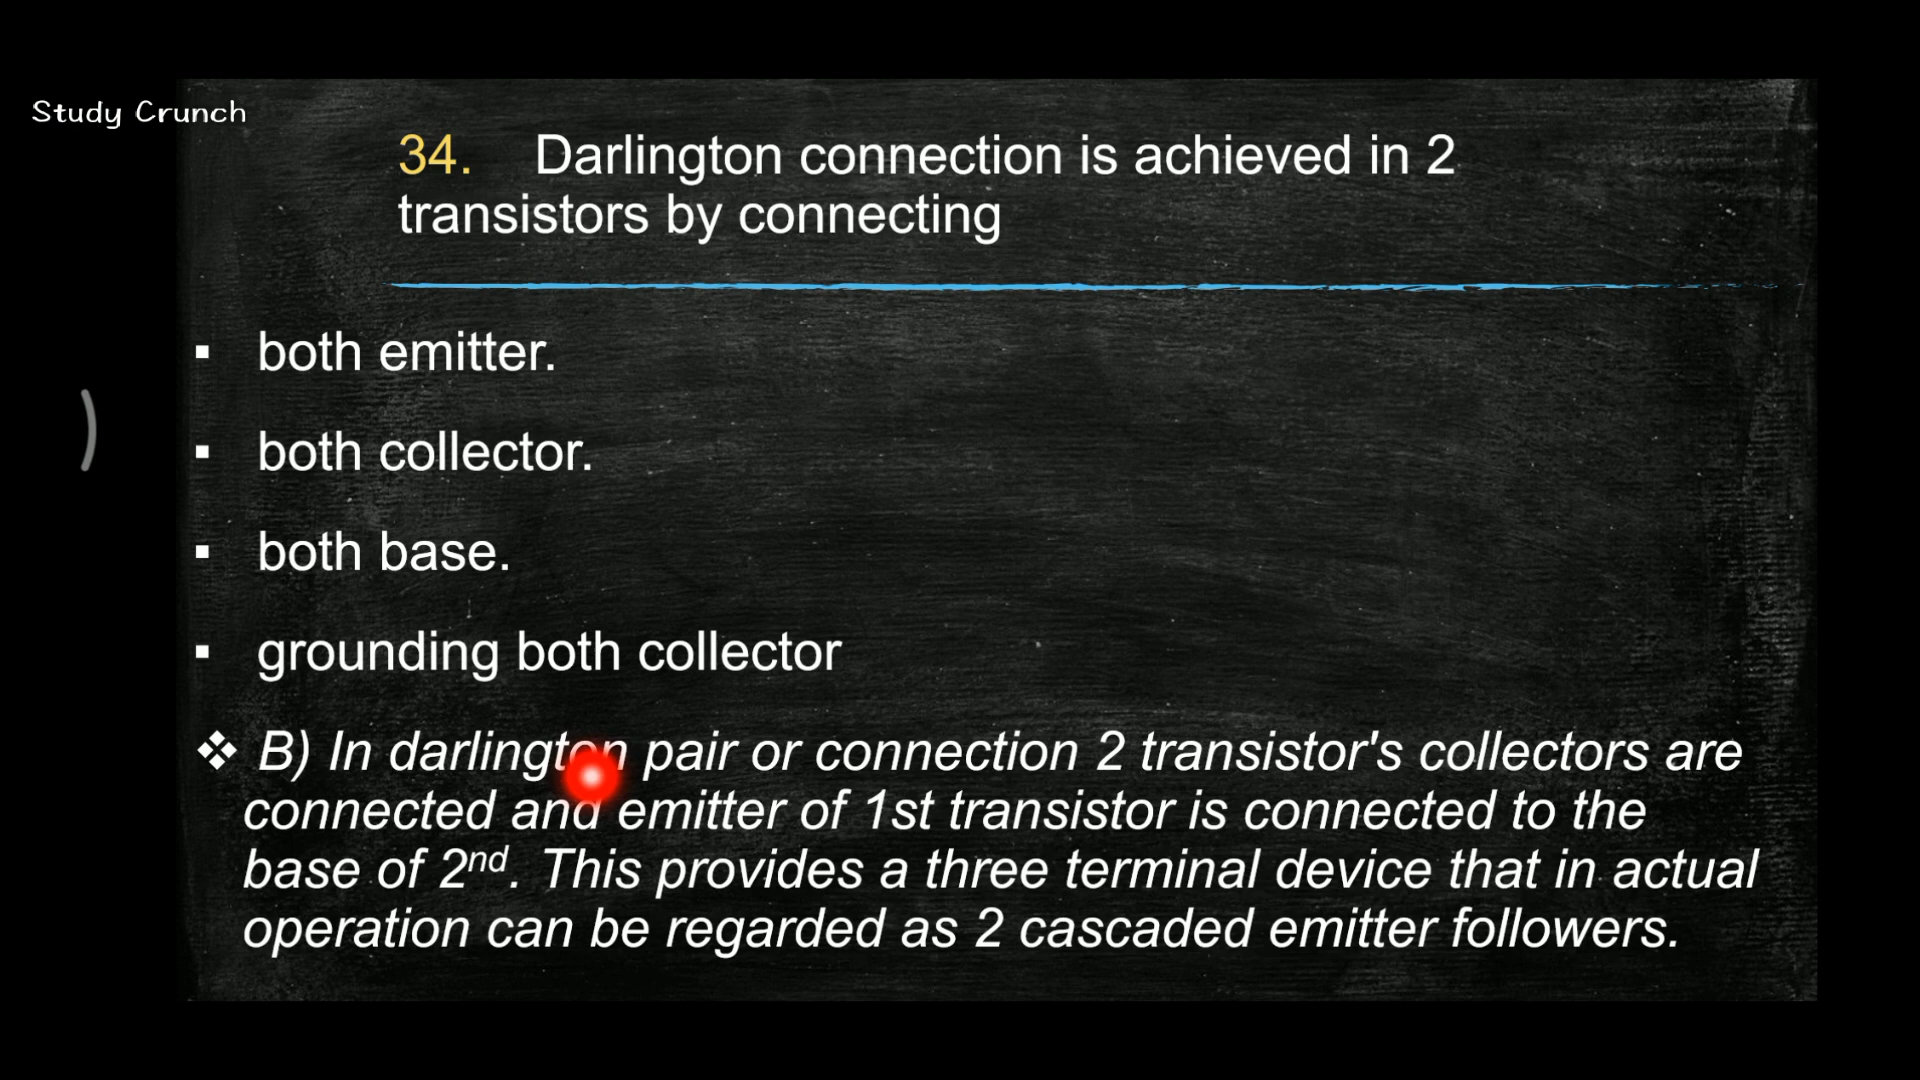 Study Crunch
34. Darlington connection is achieved in 2
transistors by connecting
▪ both emitter.
▪ both collector.
▪ both base.
▪ grounding both collector
❖ B) In darlington pair or connection 2 transistor's collectors are
connected and emitter of 1st transistor is connected to the
base of 2nd. This provides a three terminal device that in actual
operation can be regarded as 2 cascaded emitter followers.